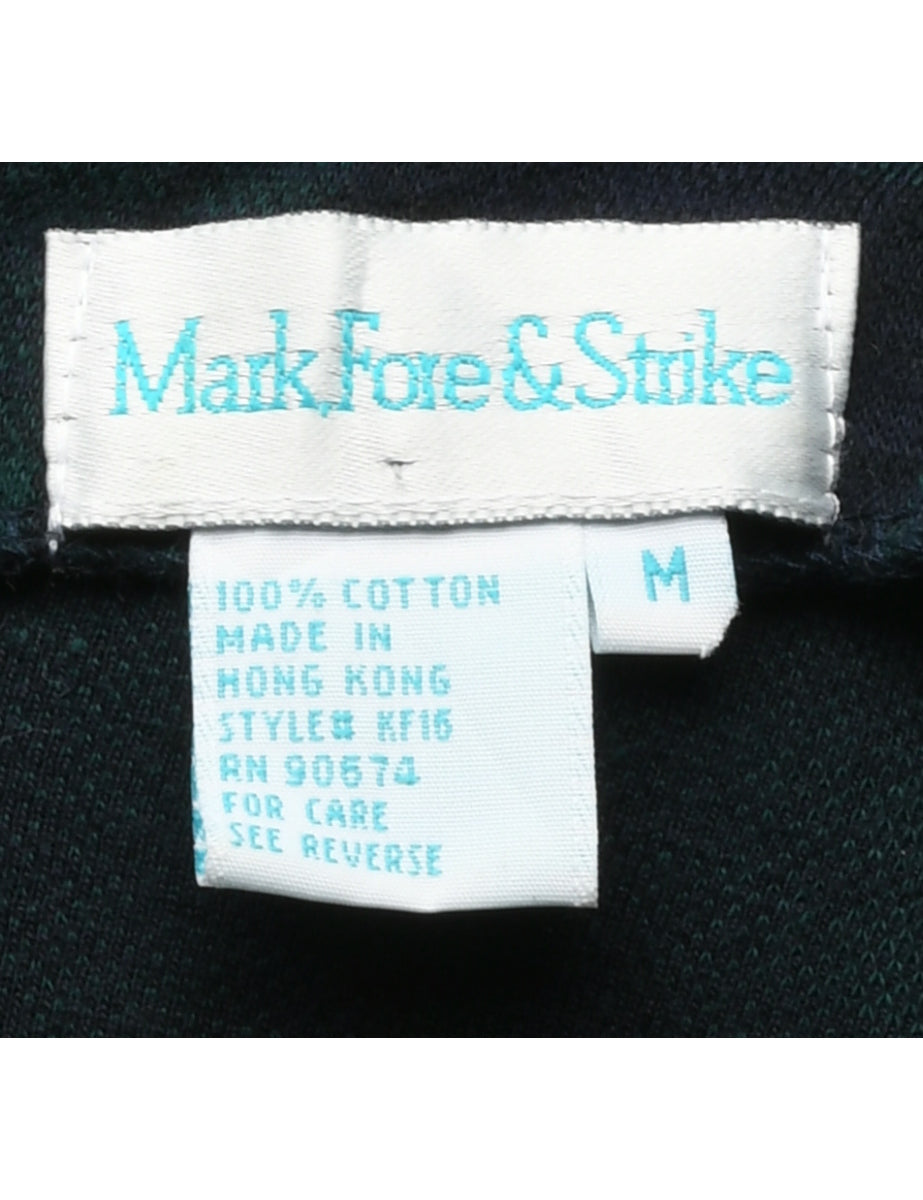 Mark, Fore & Strike
M
100% COTTON
MADE IN
HONG KONG
STYLE# KF16
RN 90674
FOR CARE
SEE REVERSE